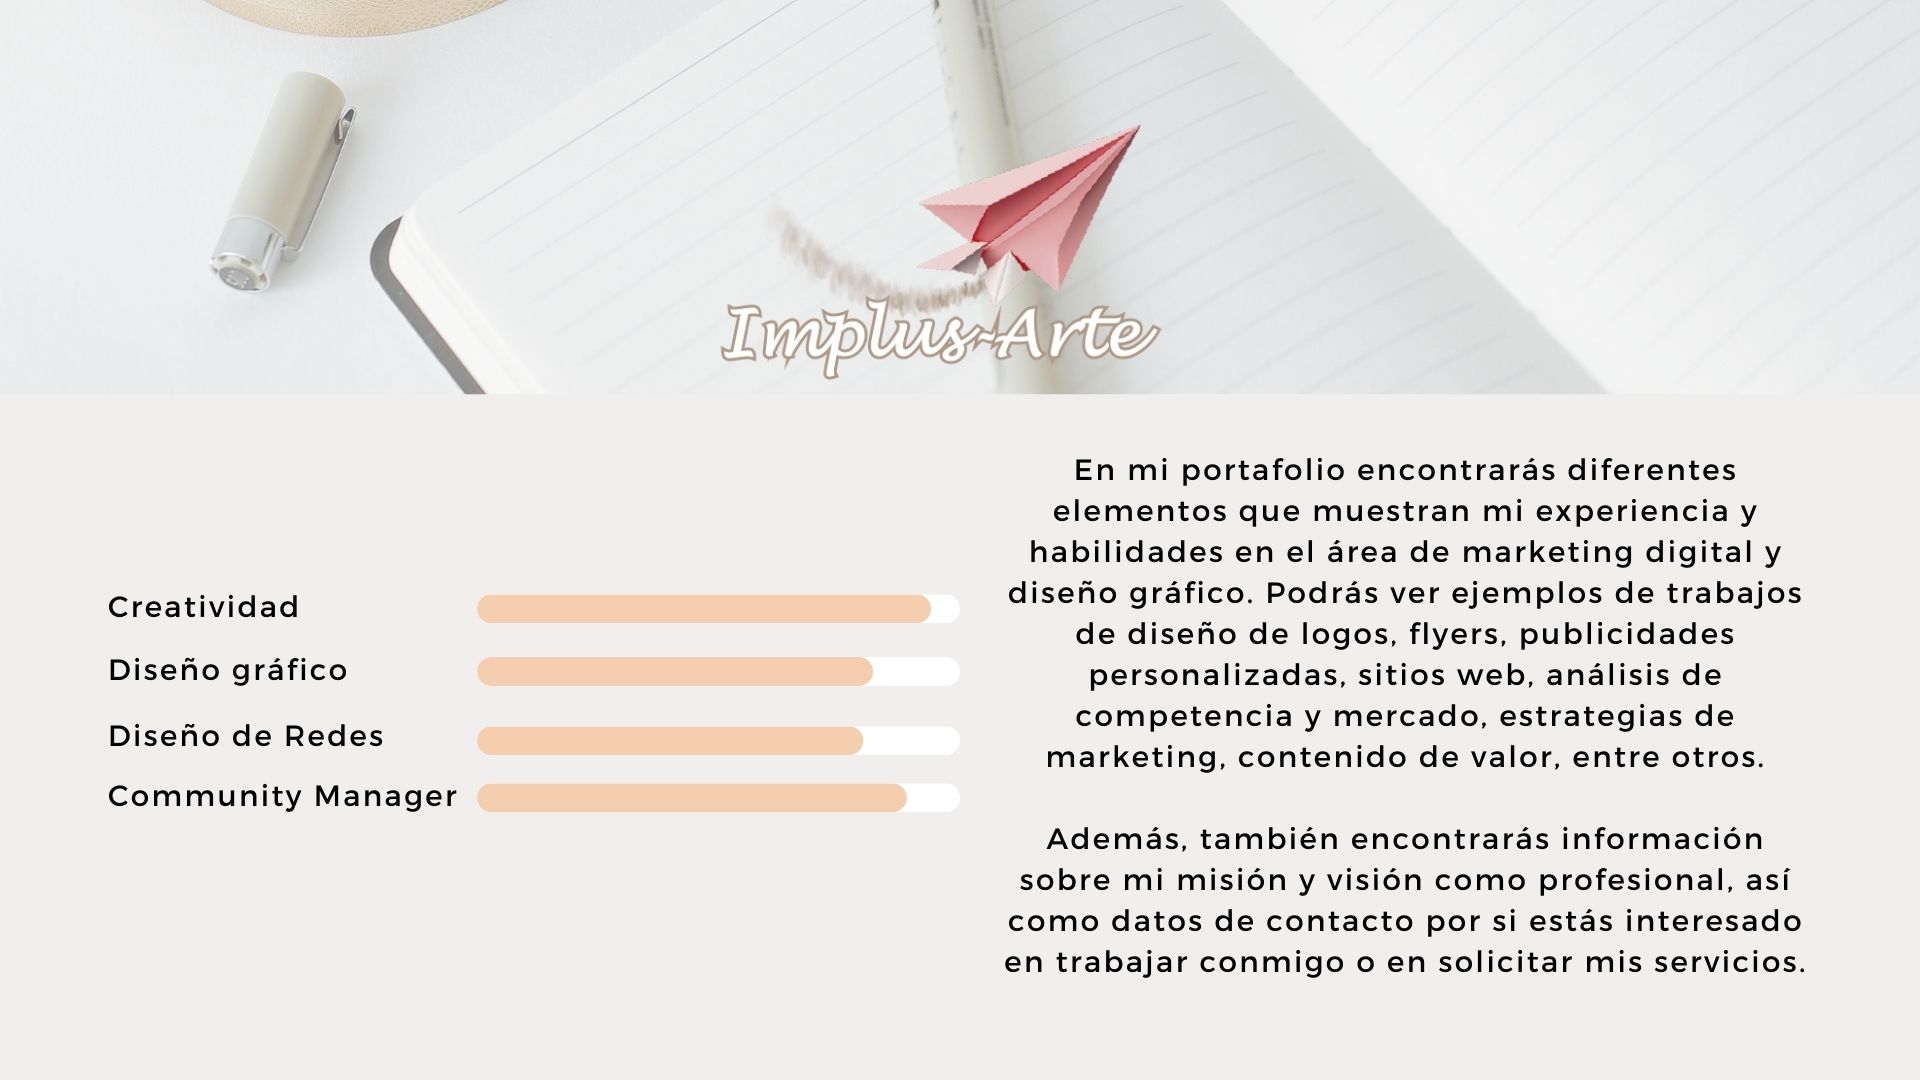 Implus-Arte
Creatividad
Diseño gráfico
Diseño de Redes
Community Manager
En mi portafolio encontrarás diferentes
elementos que muestran mi experiencia y
habilidades en el área de marketing digital y
diseño gráfico. Podrás ver ejemplos de trabajos
de diseño de logos, flyers, publicidades
personalizadas, sitios web, análisis de
competencia y mercado, estrategias de
marketing, contenido de valor, entre otros.
Además, también encontrarás información
sobre mi misión y visión como profesional, así
como datos de contacto por si estás interesado
en trabajar conmigo o en solicitar mis servicios.